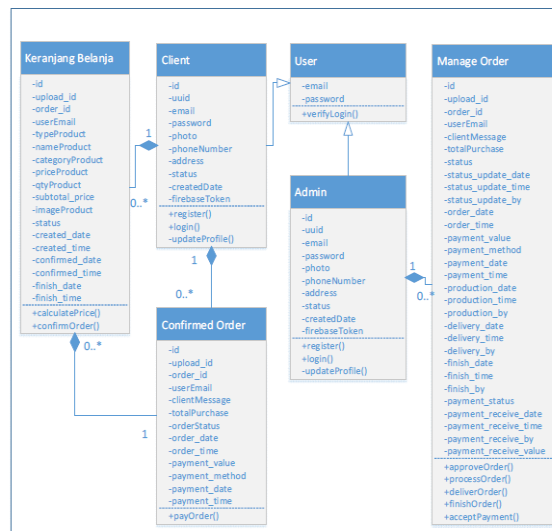 Keranjang Belanja
-id
-upload_id
-order_id
-userEmail
-typeProduct
-nameProduct
-categoryProduct
-priceProduct
-qtyProduct
-subtotal_price
-imageProduct
-status
-created_date
-created_time
-confirmed_date
-confirmed_time
-finish_date
-finish_time
+calculatePrice()
+confirmOrder()
1
0..*
Client
-id
-uuid
-email
-password
-photo
-phoneNumber
-address
-status
-createdDate
-firebaseToken
+register()
+login()
-updateProfile()
1
0..*
0..*
1
Confirmed Order
-id
-upload_id
-order_id
-userEmail
-clientMessage
-totalPurchase
-orderStatus
-order_date
-order_time
-payment_value
-payment_method
-payment_date
-payment_time
+payOrder()
User
-email
-password
+verifyLogin()
Admin
-id
-uuid
-email
-password
-photo
-phoneNumber
-address
-status
-createdDate
-firebaseToken
+register()
+login()
-updateProfile()
1
0..*
Manage Order
-id
-upload_id
-order_id
-userEmail
-clientMessage
-totalPurchase
-status
-status_update_date
-status_update_time
-status_update_by
-order_date
-order_time
-payment_value
-payment_method
-payment_date
-payment_time
-production_date
-production_time
-production_by
-delivery_date
-delivery_time
-delivery_by
-finish_date
-finish_time
-finish_by
-payment_status
-payment_receive_date
-payment_receive_time
-payment_receive_by
-payment_receive_value
+approveOrder()
+processOrder()
+deliverOrder()
+finishOrder()
+acceptPayment()